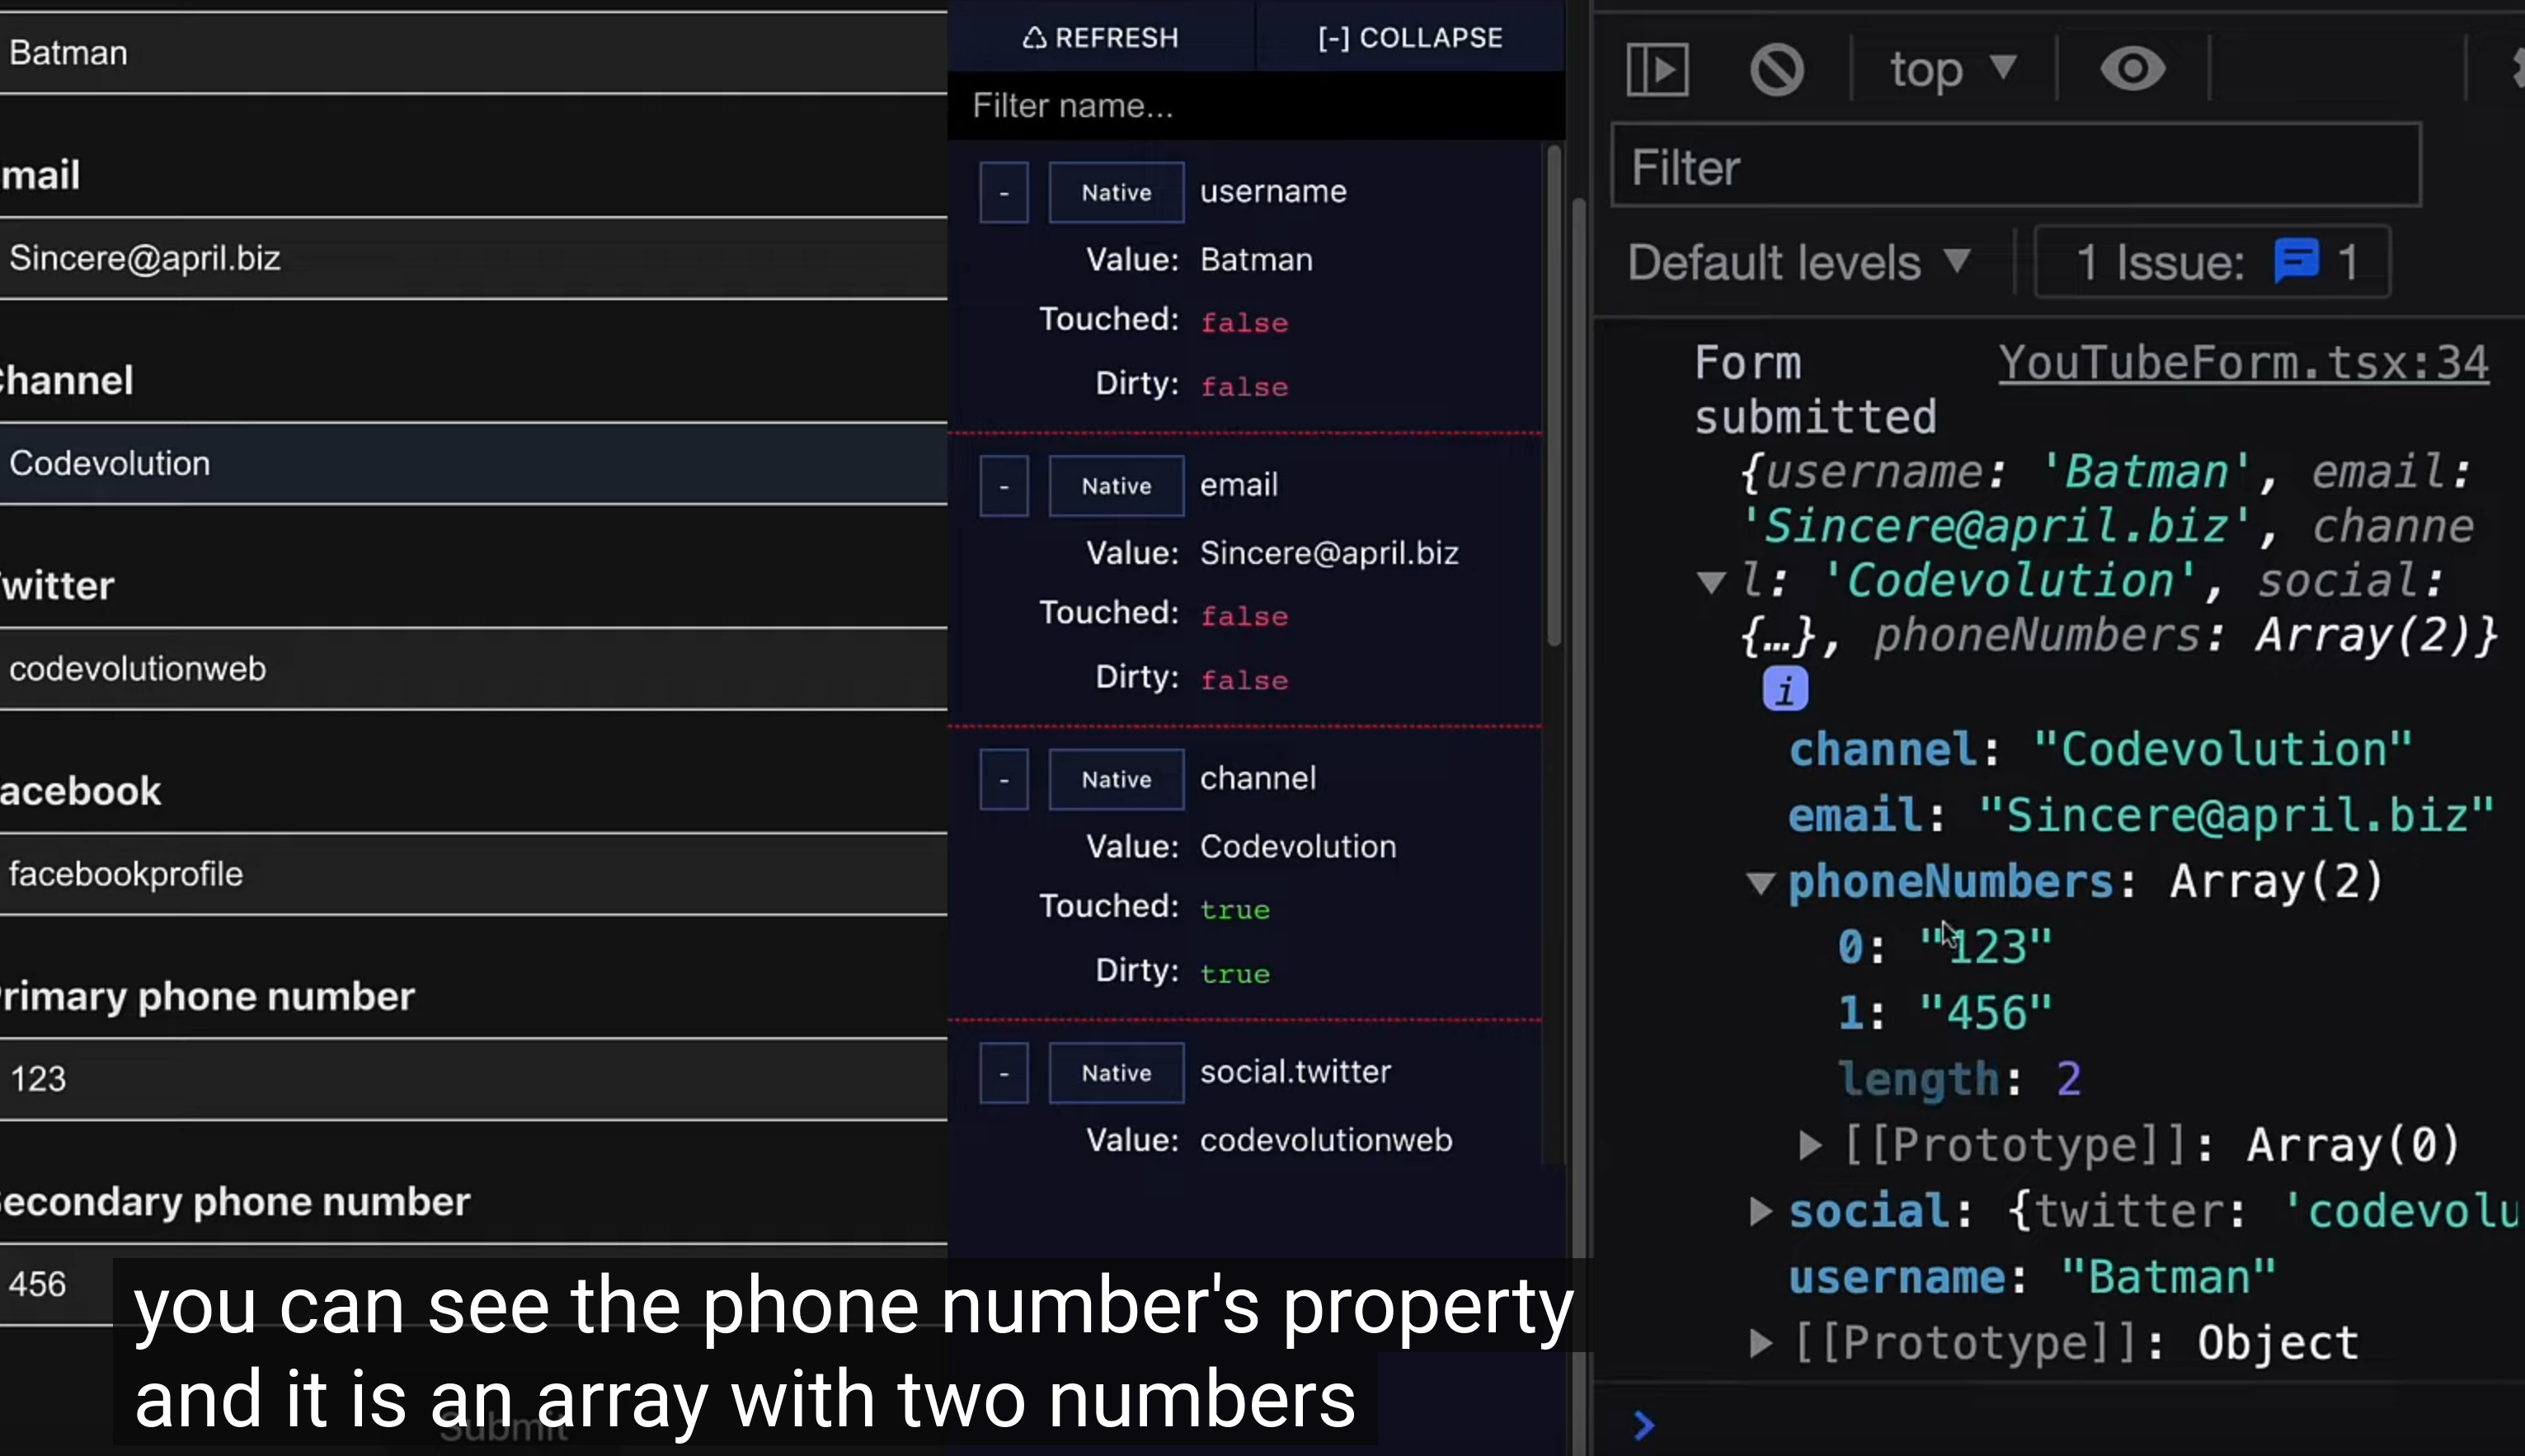 Batman
mail
Sincere@april.biz
Channel
Codevolution
witter
codevolutionweb
acebook
facebookprofile
Primary phone number
123
Secondary phone number
456
Submit
REFRESH
[-] COLLAPSE
Filter name...
- Native username
Value: Batman
Touched: false
Dirty: false
- Native email
Value: Sincere@april.biz
Touched: false
Dirty: false
- Native channel
Value: Codevolution
Touched: true
Dirty: true
- Native social.twitter
Value: codevolutionweb
top ▼
Filter
Default levels ▼ 1 Issue: 1
Form YouTubeForm.tsx:34
submitted
{username: 'Batman', email:
'Sincere@april.biz', channe
▼ l: 'Codevolution', social:
{…}, phoneNumbers: Array(2)}
i
channel: "Codevolution"
email: "Sincere@april.biz"
▼ phoneNumbers: Array(2)
0: "123"
1: "456"
length: 2
▶ [[Prototype]]: Array(0)
▶ social: {twitter: 'codevolu
username: "Batman"
▶ [[Prototype]]: Object
>
you can see the phone number's property
and it is an array with two numbers